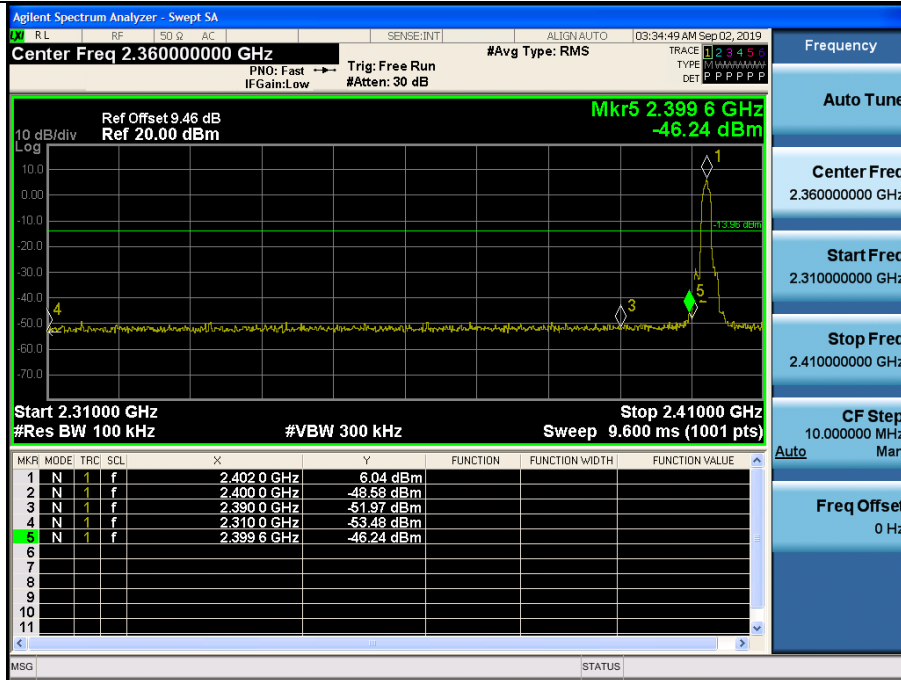 Agilent Spectrum Analyzer - Swept SA
LXI RL RF 50 Ω AC SENSE:INT ALIGN AUTO 03:34:49 AM Sep 02, 2019
Center Freq 2.360000000 GHz #Avg Type: RMS TRACE 1 2 3 4 5 6
PNO: Fast Trig: Free Run TYPE M WWWWW
IFGain:Low #Atten: 30 dB DET P P P P P P
Mkr5 2.399 6 GHz
-46.24 dBm
Ref Offset 9.46 dB
10 dB/div Ref 20.00 dBm
Log
10.0
0.00
-10.0
-20.0
-30.0
-40.0
-50.0
-60.0
-70.0
1
-13.96 dBm
5
3
4
Start 2.31000 GHz Stop 2.41000 GHz
#Res BW 100 kHz #VBW 300 kHz Sweep 9.600 ms (1001 pts)
MKR MODE TRC SCL X Y FUNCTION FUNCTION WIDTH FUNCTION VALUE
1 N 1 f 2.402 0 GHz 6.04 dBm
2 N 1 f 2.400 0 GHz -48.58 dBm
3 N 1 f 2.390 0 GHz -51.97 dBm
4 N 1 f 2.310 0 GHz -53.48 dBm
5 N 1 f 2.399 6 GHz -46.24 dBm
6
7
8
9
10
11
MSG STATUS
Frequency
Auto Tune
Center Freq
2.360000000 GHz
Start Freq
2.310000000 GHz
Stop Freq
2.410000000 GHz
CF Step
10.000000 MHz
Auto Man
Freq Offset
0 Hz